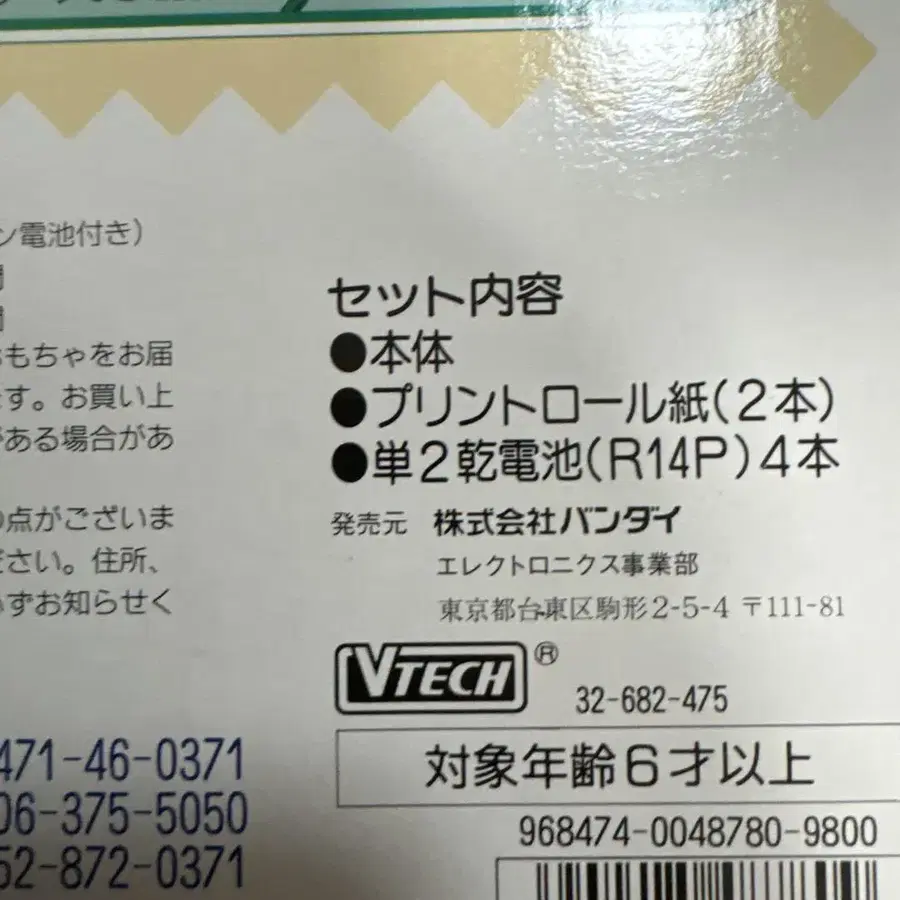 ン電池付き）
セット内容
●本体
●プリントロール紙（2本）
●単2乾電池（R14P）4本
もちゃをお届
す。お買い上
ある場合があ
点がございま
ださい。住所、
ずお知らせく
発売元 株式会社バンダイ
エレクトロニクス事業部
東京都台東区駒形2-5-4 〒111-81
VTECH®
32-682-475
471-46-0371
06-375-5050
52-872-0371
対象年齢6才以上
968474-0048780-9800